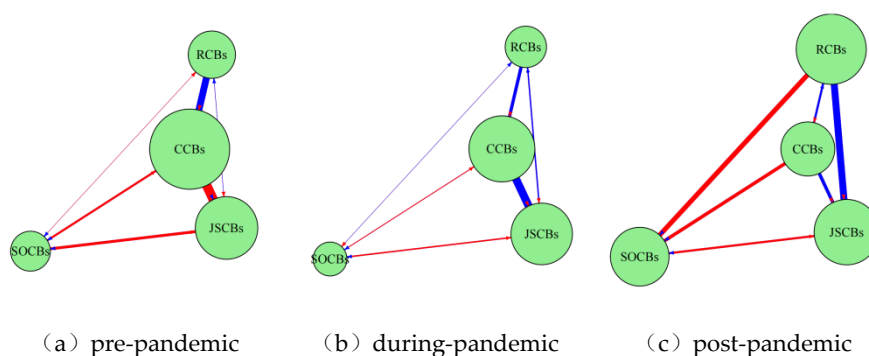 RCBs
CCBs
JSCBs
SOCBs
RCBs
CCBs
JSCBs
SOCBs
RCBs
CCBs
JSCBs
SOCBs
（a）pre-pandemic
（b）during-pandemic
（c）post-pandemic